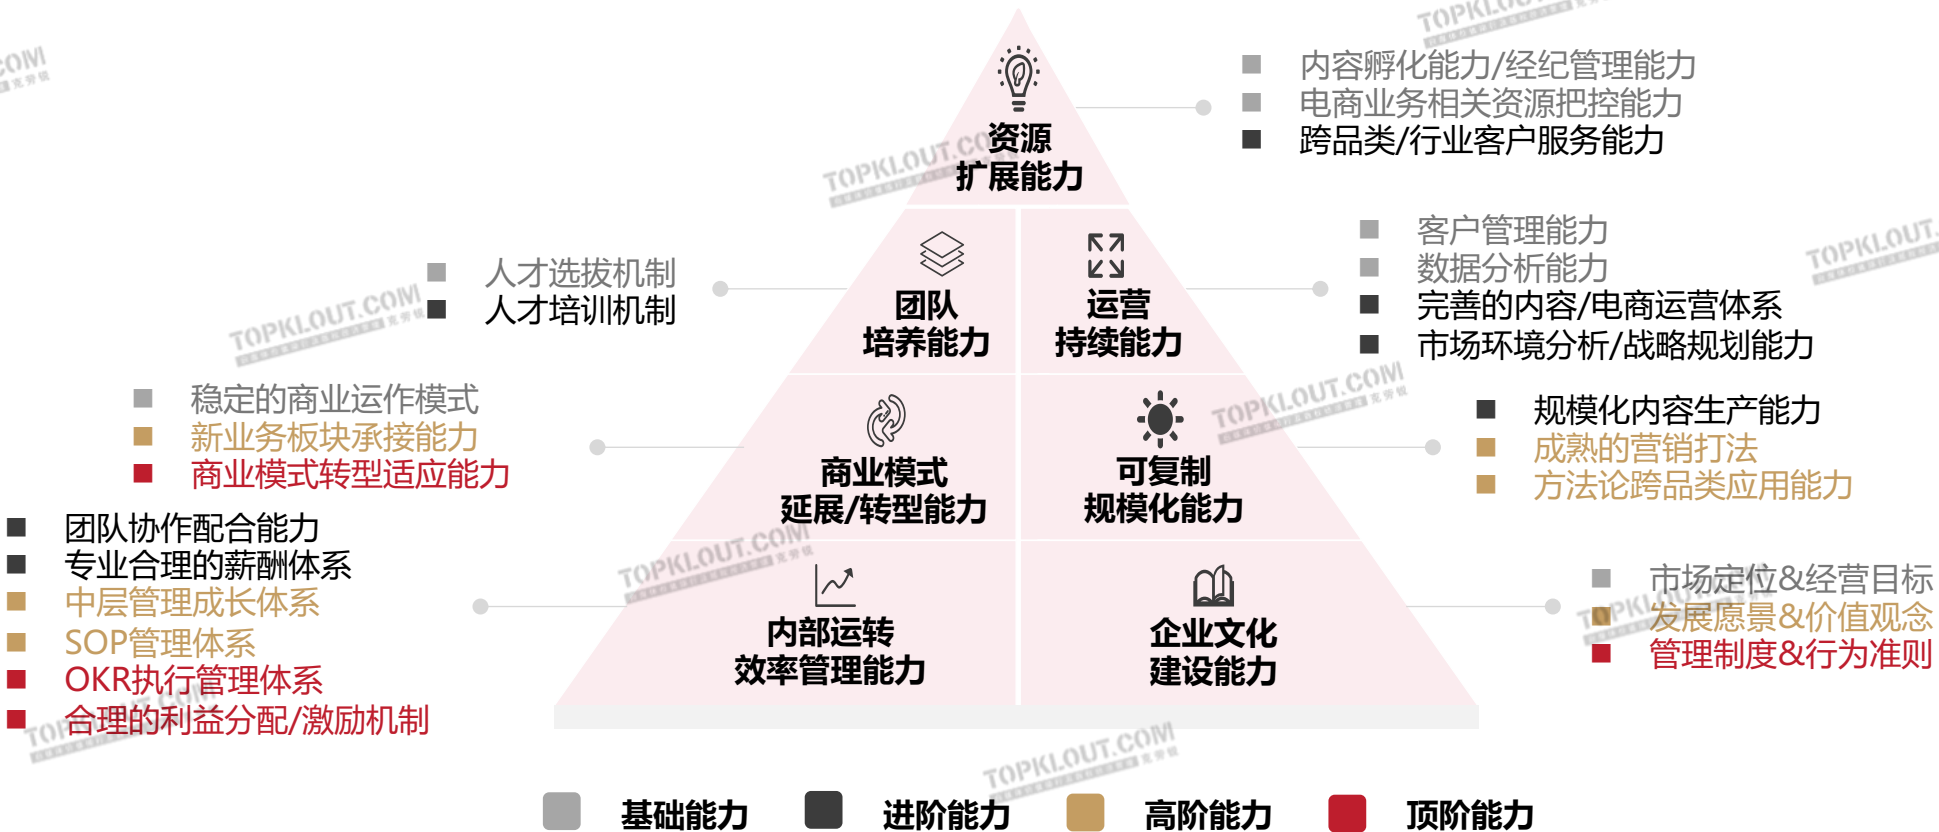 内容孵化能力/经纪管理能力
电商业务相关资源把控能力
跨品类/行业客户服务能力
资源
扩展能力
人才选拔机制
人才培训机制
团队
培养能力
运营
持续能力
客户管理能力
数据分析能力
完善的内容/电商运营体系
市场环境分析/战略规划能力
稳定的商业运作模式
新业务板块承接能力
商业模式转型适应能力
商业模式
延展/转型能力
可复制
规模化能力
规模化内容生产能力
成熟的营销打法
方法论跨品类应用能力
团队协作配合能力
专业合理的薪酬体系
中层管理成长体系
SOP管理体系
OKR执行管理体系
合理的利益分配/激励机制
内部运转
效率管理能力
企业文化
建设能力
市场定位&经营目标
发展愿景&价值观念
管理制度&行为准则
基础能力
进阶能力
高阶能力
顶阶能力
TOPKLOUT.COM
克劳锐